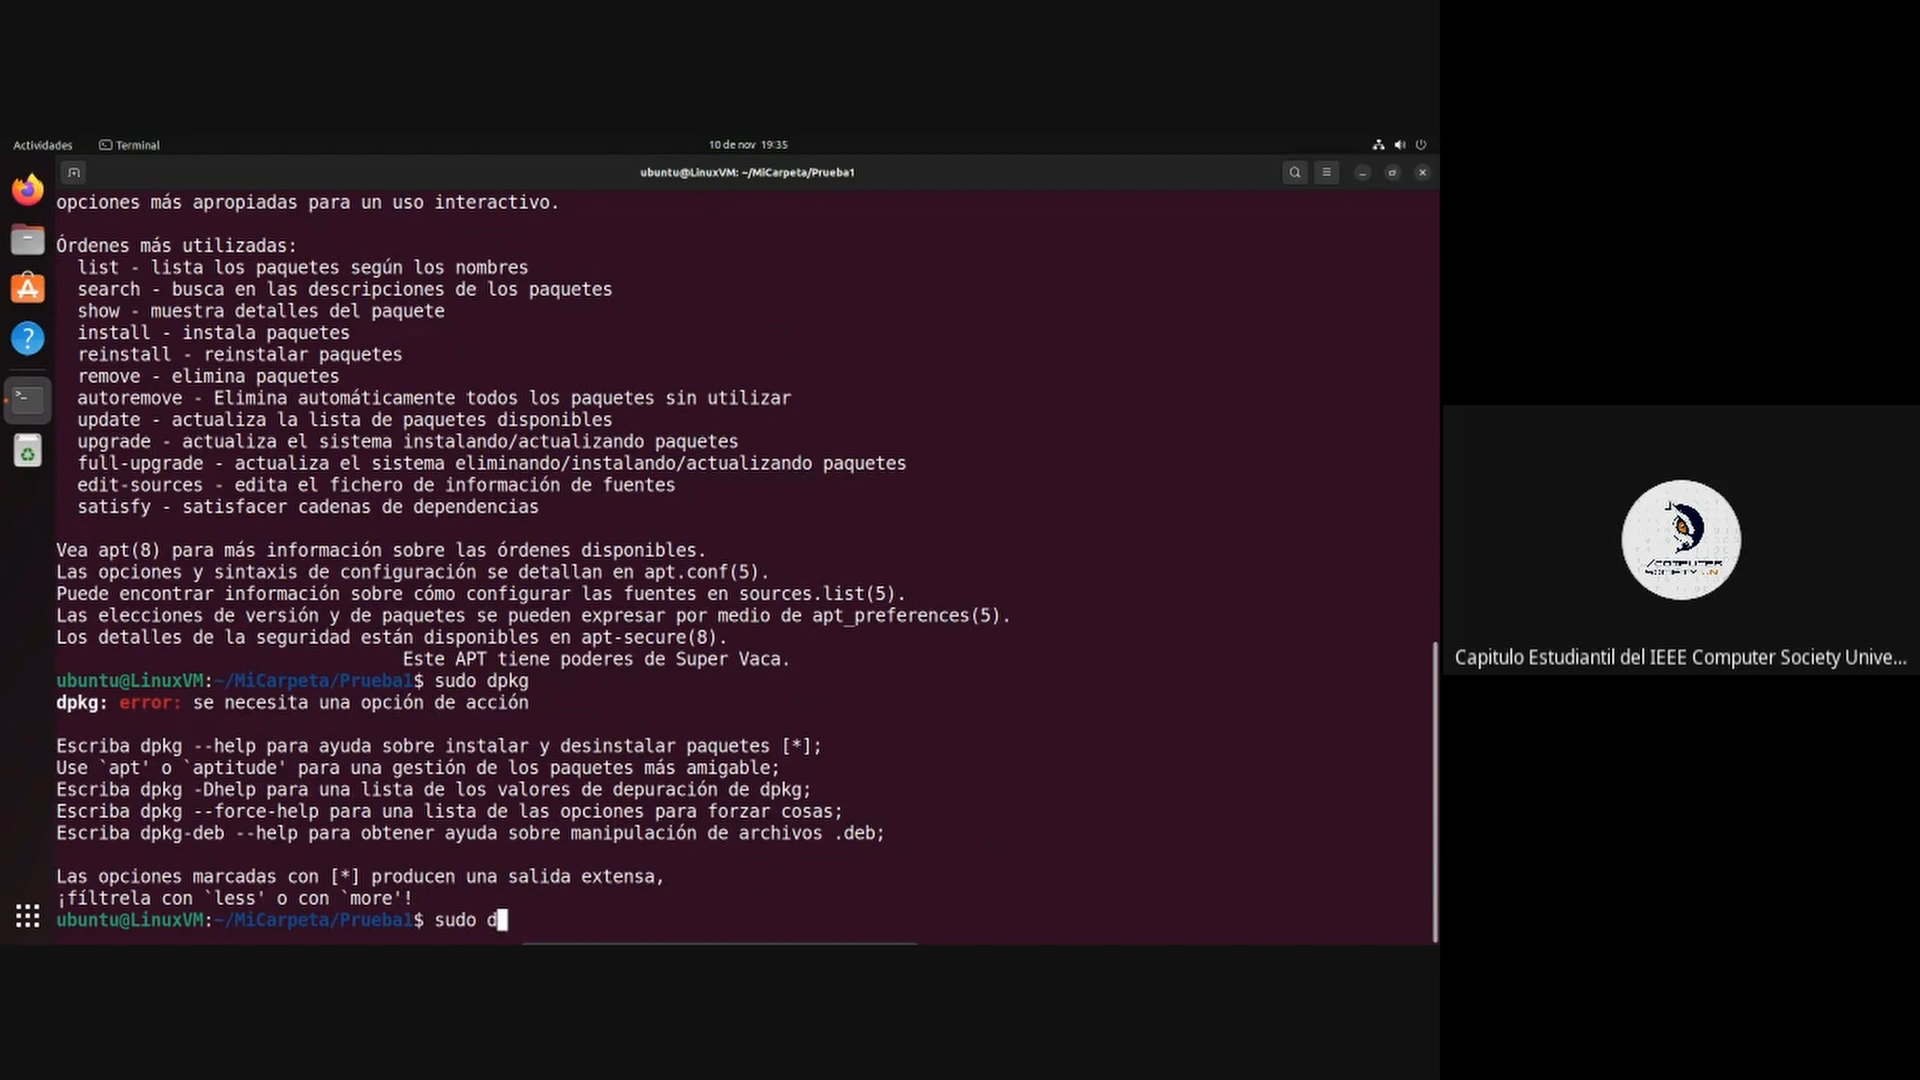 Actividades
Terminal
10 de nov 19:35
ubuntu@LinuxVM: ~/MiCarpeta/Prueba1
opciones más apropiadas para un uso interactivo.
Órdenes más utilizadas:
list - lista los paquetes según los nombres
search - busca en las descripciones de los paquetes
show - muestra detalles del paquete
install - instala paquetes
reinstall - reinstalar paquetes
remove - elimina paquetes
autoremove - Elimina automáticamente todos los paquetes sin utilizar
update - actualiza la lista de paquetes disponibles
upgrade - actualiza el sistema instalando/actualizando paquetes
full-upgrade - actualiza el sistema eliminando/instalando/actualizando paquetes
edit-sources - edita el fichero de información de fuentes
satisfy - satisfacer cadenas de dependencias
Vea apt(8) para más información sobre las órdenes disponibles.
Las opciones y sintaxis de configuración se detallan en apt.conf(5).
Puede encontrar información sobre cómo configurar las fuentes en sources.list(5).
Las elecciones de versión y de paquetes se pueden expresar por medio de apt_preferences(5).
Los detalles de la seguridad están disponibles en apt-secure(8).
Este APT tiene poderes de Super Vaca.
ubuntu@LinuxVM:~/MiCarpeta/Prueba1$ sudo dpkg
dpkg: error: se necesita una opción de acción
Escriba dpkg --help para ayuda sobre instalar y desinstalar paquetes [*];
Use `apt' o `aptitude' para una gestión de los paquetes más amigable;
Escriba dpkg -Dhelp para una lista de los valores de depuración de dpkg;
Escriba dpkg --force-help para una lista de las opciones para forzar cosas;
Escriba dpkg-deb --help para obtener ayuda sobre manipulación de archivos .deb;
Las opciones marcadas con [*] producen una salida extensa,
¡fíltrela con `less' o con `more'!
ubuntu@LinuxVM:~/MiCarpeta/Prueba1$ sudo d
Capitulo Estudiantil del IEEE Computer Society Unive...